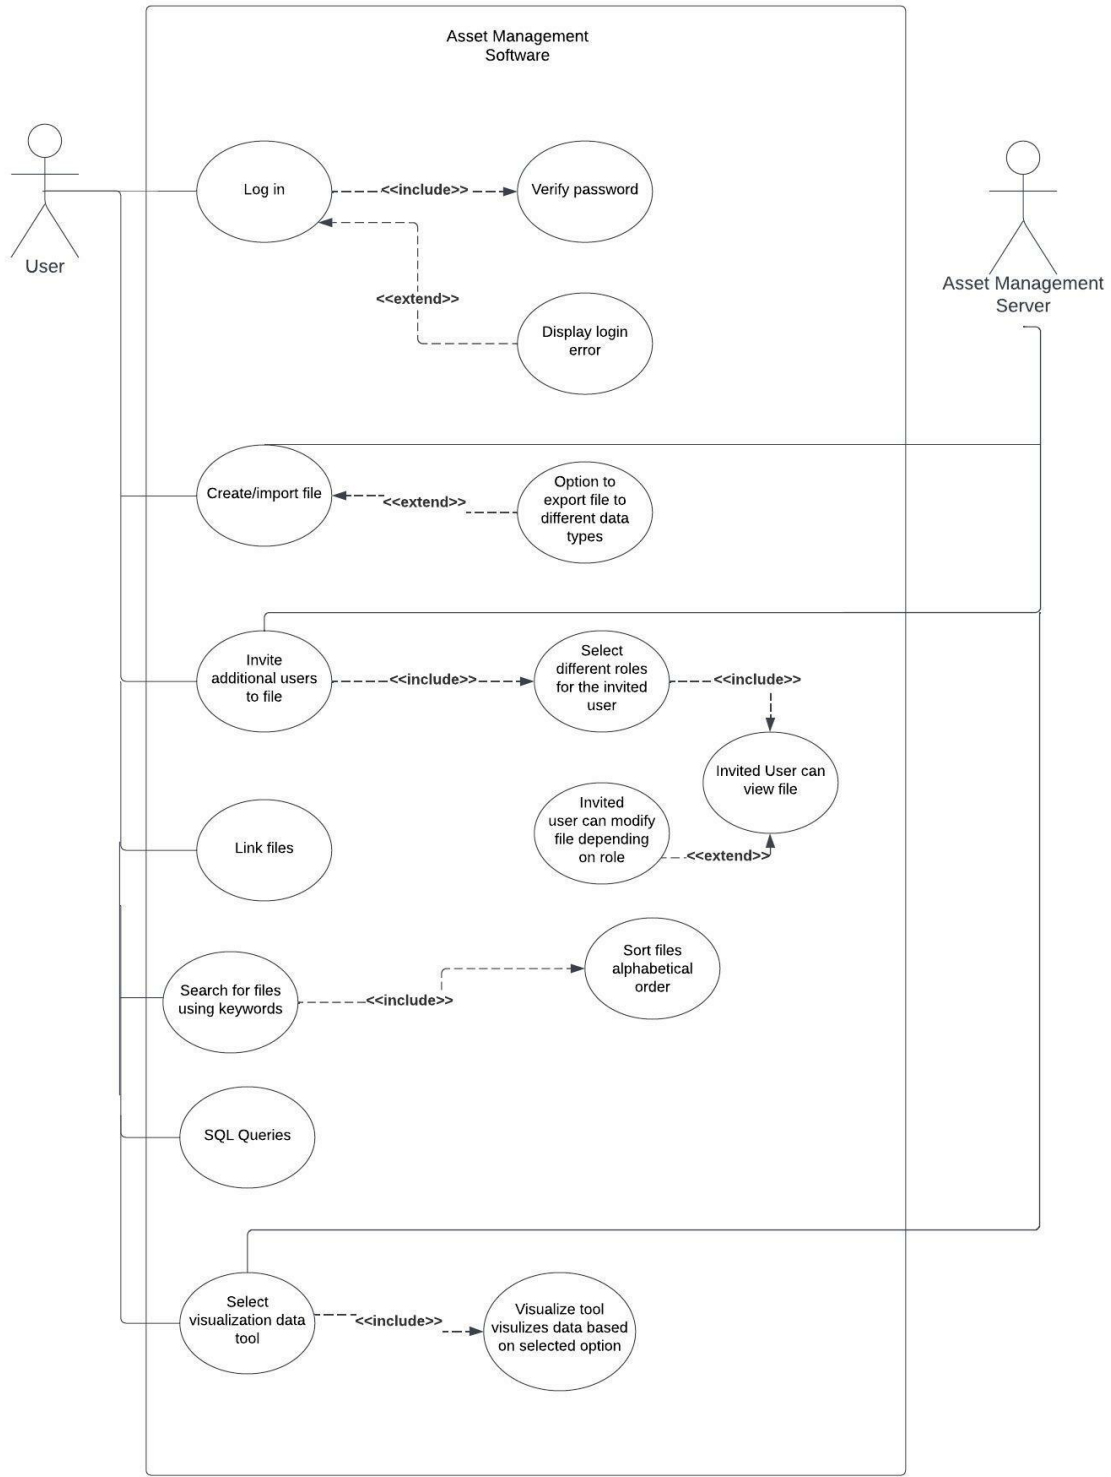 Asset Management
Software
Log in
<<include>>
Verify password
User
Asset Management
Server
<<extend>>
Display login
error
Create/import file
<<extend>>
Option to
export file to
different data
types
Invite
additional users
to file
<<include>>
Select
different roles
for the invited
user
<<include>>
Invited User can
view file
Invited
user can modify
file depending
on role
<<extend>>
Link files
Sort files
alphabetical
order
Search for files
using keywords
<<include>>
SQL Queries
Select
visualization data
tool
<<include>>
Visualize tool
visulizes data based
on selected option